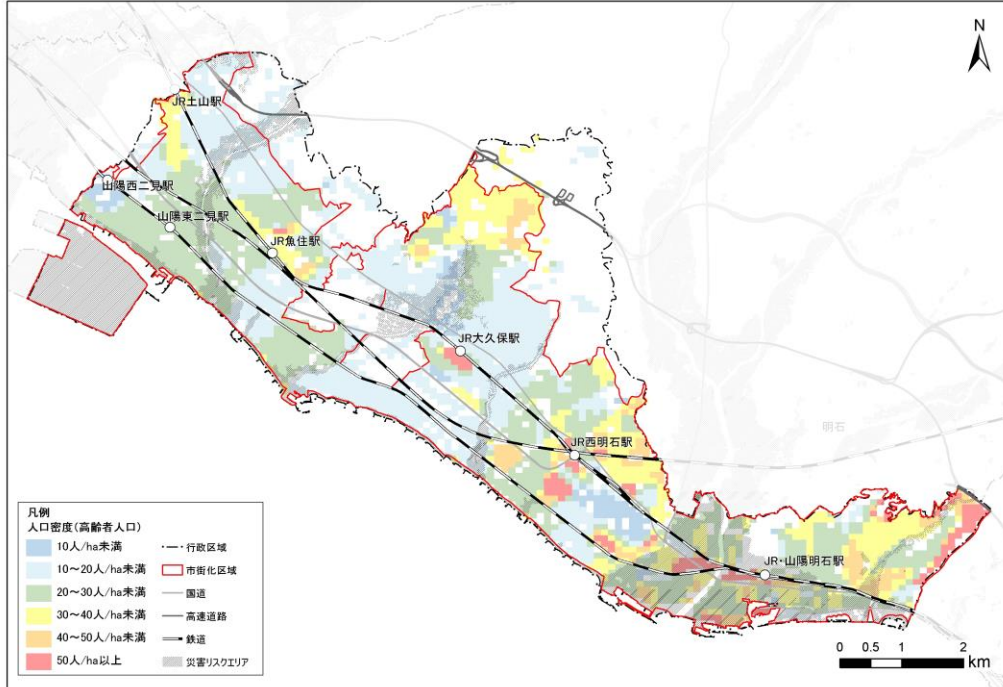 N
JR土山駅
山陽西二見駅
山陽東二見駅
JR魚住駅
JR大久保駅
明石
JR西明石駅
JR・山陽明石駅
凡例
人口密度(高齢者人口)
10人/ha未満
10～20人/ha未満
20～30人/ha未満
30～40人/ha未満
40～50人/ha未満
50人/ha以上
行政区域
市街化区域
国道
高速道路
鉄道
災害リスクエリア
0 0.5 1 2
km